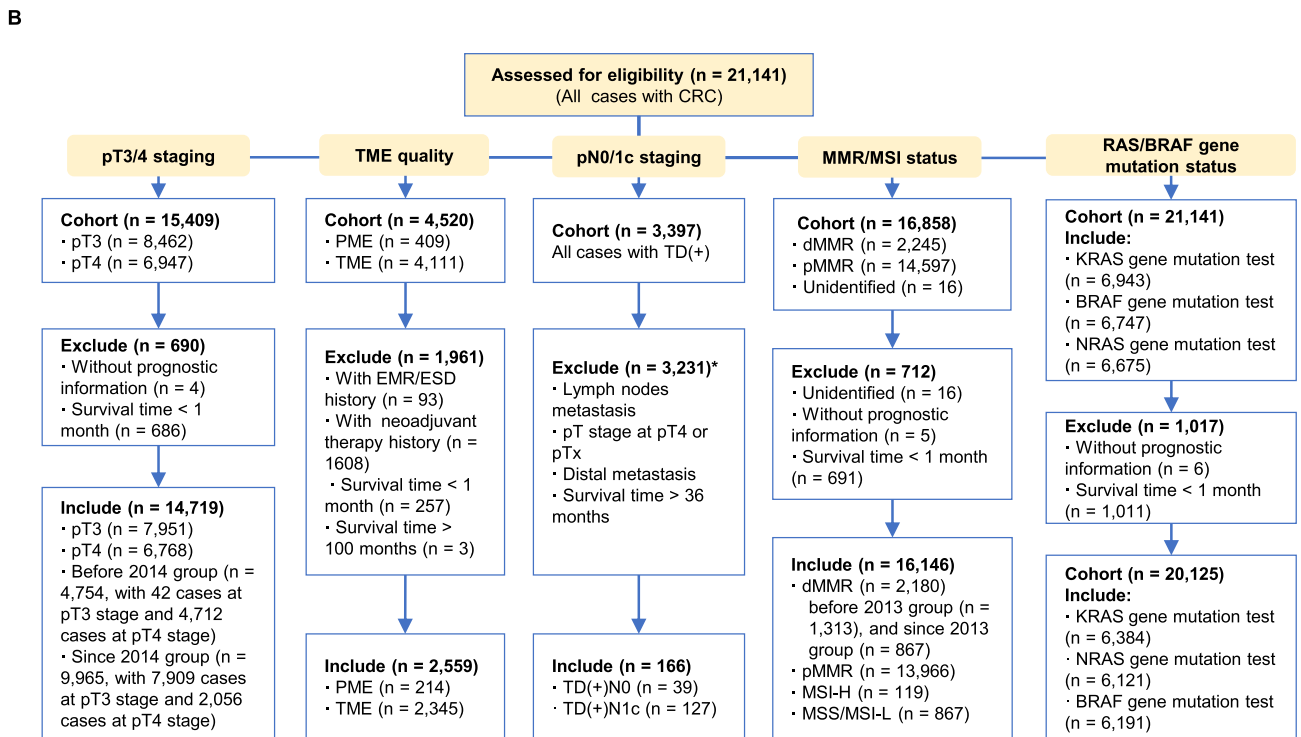 B
Assessed for eligibility (n = 21,141)
(All cases with CRC)
pT3/4 staging
Cohort (n = 15,409)
· pT3 (n = 8,462)
· pT4 (n = 6,947)
Exclude (n = 690)
· Without prognostic
information (n = 4)
· Survival time < 1
month (n = 686)
Include (n = 14,719)
· pT3 (n = 7,951)
· pT4 (n = 6,768)
· Before 2014 group (n =
4,754, with 42 cases at
pT3 stage and 4,712
cases at pT4 stage)
· Since 2014 group (n =
9,965, with 7,909 cases
at pT3 stage and 2,056
cases at pT4 stage)
TME quality
Cohort (n = 4,520)
· PME (n = 409)
· TME (n = 4,111)
Exclude (n = 1,961)
· With EMR/ESD
history (n = 93)
· With neoadjuvant
therapy history (n =
1608)
· Survival time < 1
month (n = 257)
· Survival time >
100 months (n = 3)
Include (n = 2,559)
· PME (n = 214)
· TME (n = 2,345)
pN0/1c staging
Cohort (n = 3,397)
All cases with TD(+)
Exclude (n = 3,231)*
· Lymph nodes
metastasis
· pT stage at pT4 or
pTx
· Distal metastasis
· Survival time > 36
months
Include (n = 166)
· TD(+)N0 (n = 39)
· TD(+)N1c (n = 127)
MMR/MSI status
Cohort (n = 16,858)
· dMMR (n = 2,245)
· pMMR (n = 14,597)
· Unidentified (n = 16)
Exclude (n = 712)
· Unidentified (n = 16)
· Without prognostic
information (n = 5)
· Survival time < 1 month
(n = 691)
Include (n = 16,146)
· dMMR (n = 2,180)
before 2013 group (n =
1,313), and since 2013
group (n = 867)
· pMMR (n = 13,966)
· MSI-H (n = 119)
· MSS/MSI-L (n = 867)
RAS/BRAF gene
mutation status
Cohort (n = 21,141)
Include:
· KRAS gene mutation test
(n = 6,943)
· BRAF gene mutation test
(n = 6,747)
· NRAS gene mutation test
(n = 6,675)
Exclude (n = 1,017)
· Without prognostic
information (n = 6)
· Survival time < 1 month
(n = 1,011)
Cohort (n = 20,125)
Include:
· KRAS gene mutation test
(n = 6,384)
· NRAS gene mutation test
(n = 6,121)
· BRAF gene mutation test
(n = 6,191)